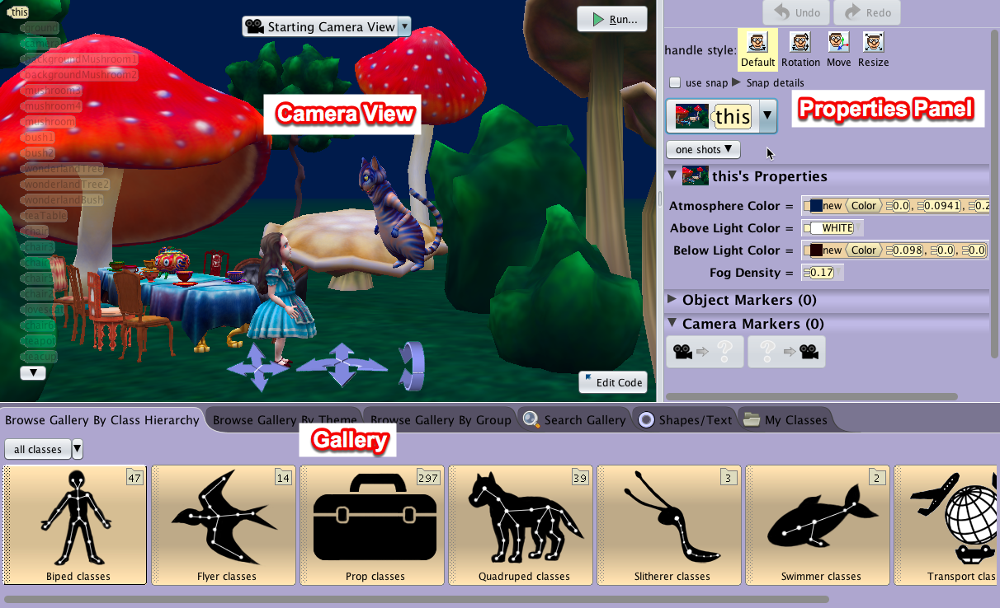 this
ground
camera
backgroundMushroom1
backgroundMushroom2
mushroom3
mushroom4
mushroom
bush1
bush2
wonderlandTree
wonderlandTree2
wonderlandBush
teaTable
chair
chair3
chair2
loveseat
chair6
teapot
teacup
Starting Camera View
Run...
Camera View
Edit Code
Undo
Redo
handle style:
Default
Rotation
Move
Resize
use snap
Snap details
Properties Panel
this
one shots
this's Properties
Atmosphere Color = new Color 0.0, 0.0941, 0.2
Above Light Color = WHITE
Below Light Color = new Color 0.098, 0.0, 0.0
Fog Density = 0.17
Object Markers (0)
Camera Markers (0)
? ?
Browse Gallery By Class Hierarchy
Browse Gallery By Theme
Browse Gallery By Group
Search Gallery
Shapes/Text
My Classes
Gallery
all classes
47
14
297
39
3
2
Biped classes
Flyer classes
Prop classes
Quadruped classes
Slitherer classes
Swimmer classes
Transport clas